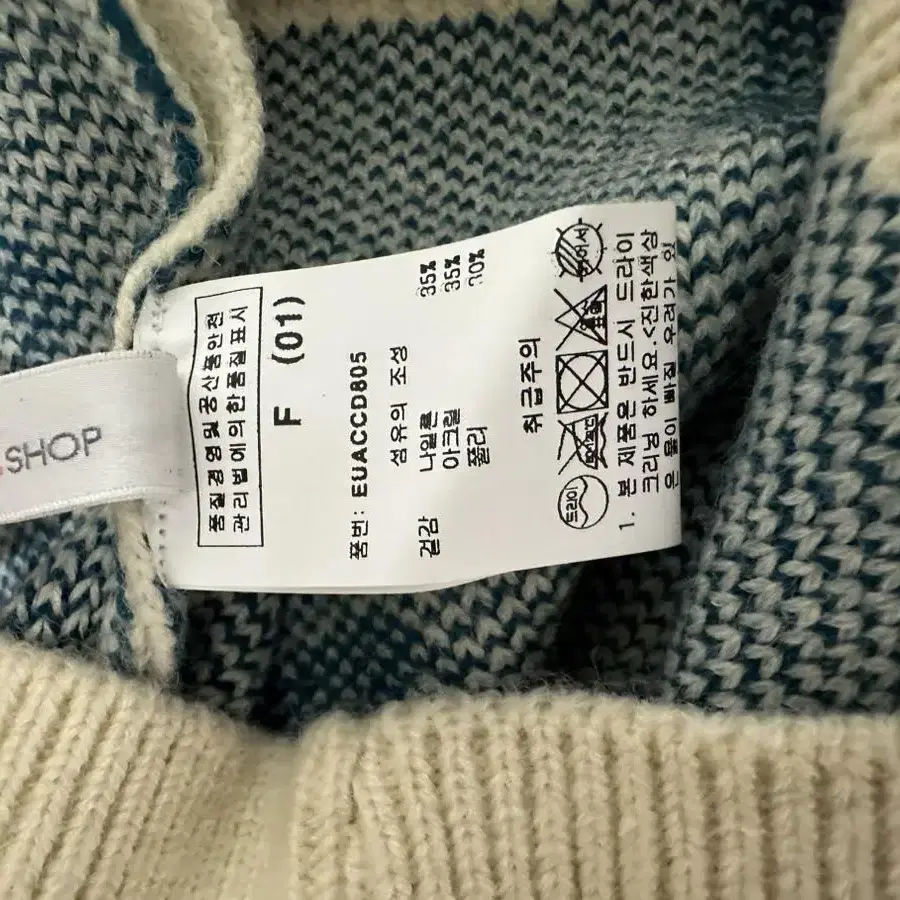 SHOP
품질경영및공산품안전
관리법에의한품질표시
F (01)
품번: EUACCD805
섬유의 조성
겉감 나일론 35%
아크릴 35%
폴리 30%
취급주의
드라이
1. 본 제품은 반드시 드라이
크리닝 하세요.<진한색상
은 물이 빠질 우려가 있